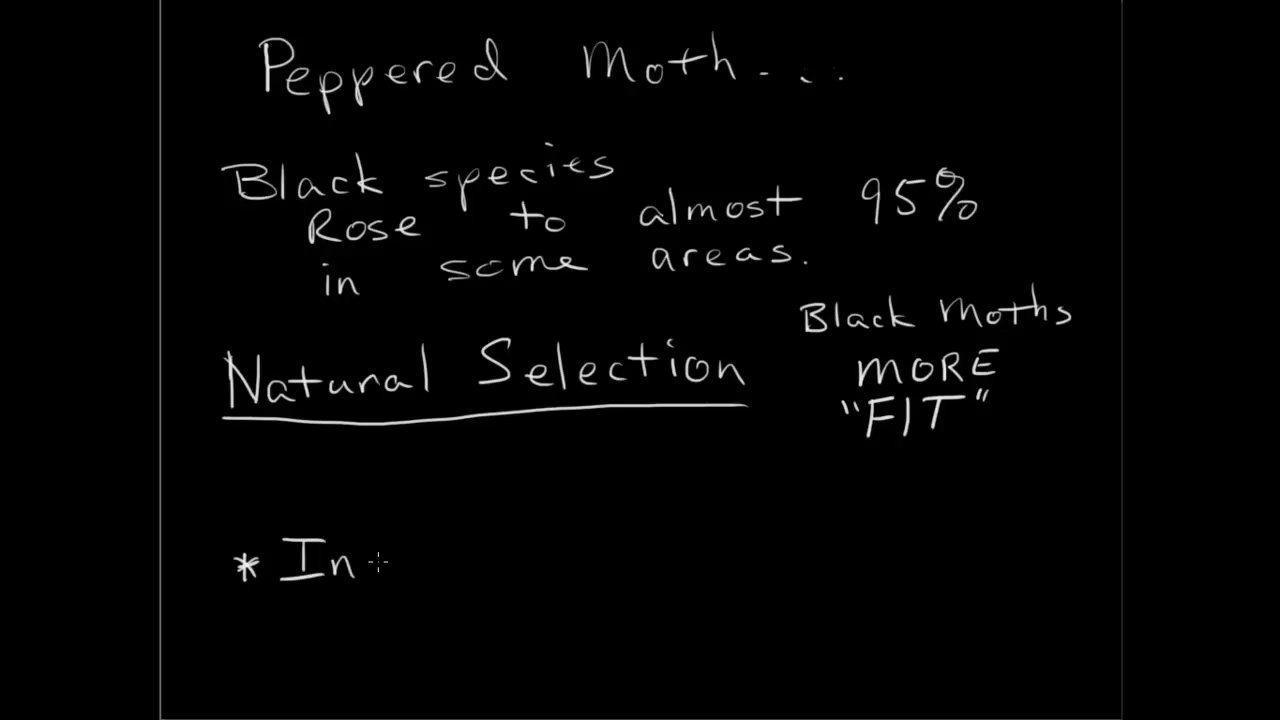 Peppered Moth...
Black species
Rose to almost 95%
in some areas.
Natural Selection
Black Moths
MORE
"FIT"
* In